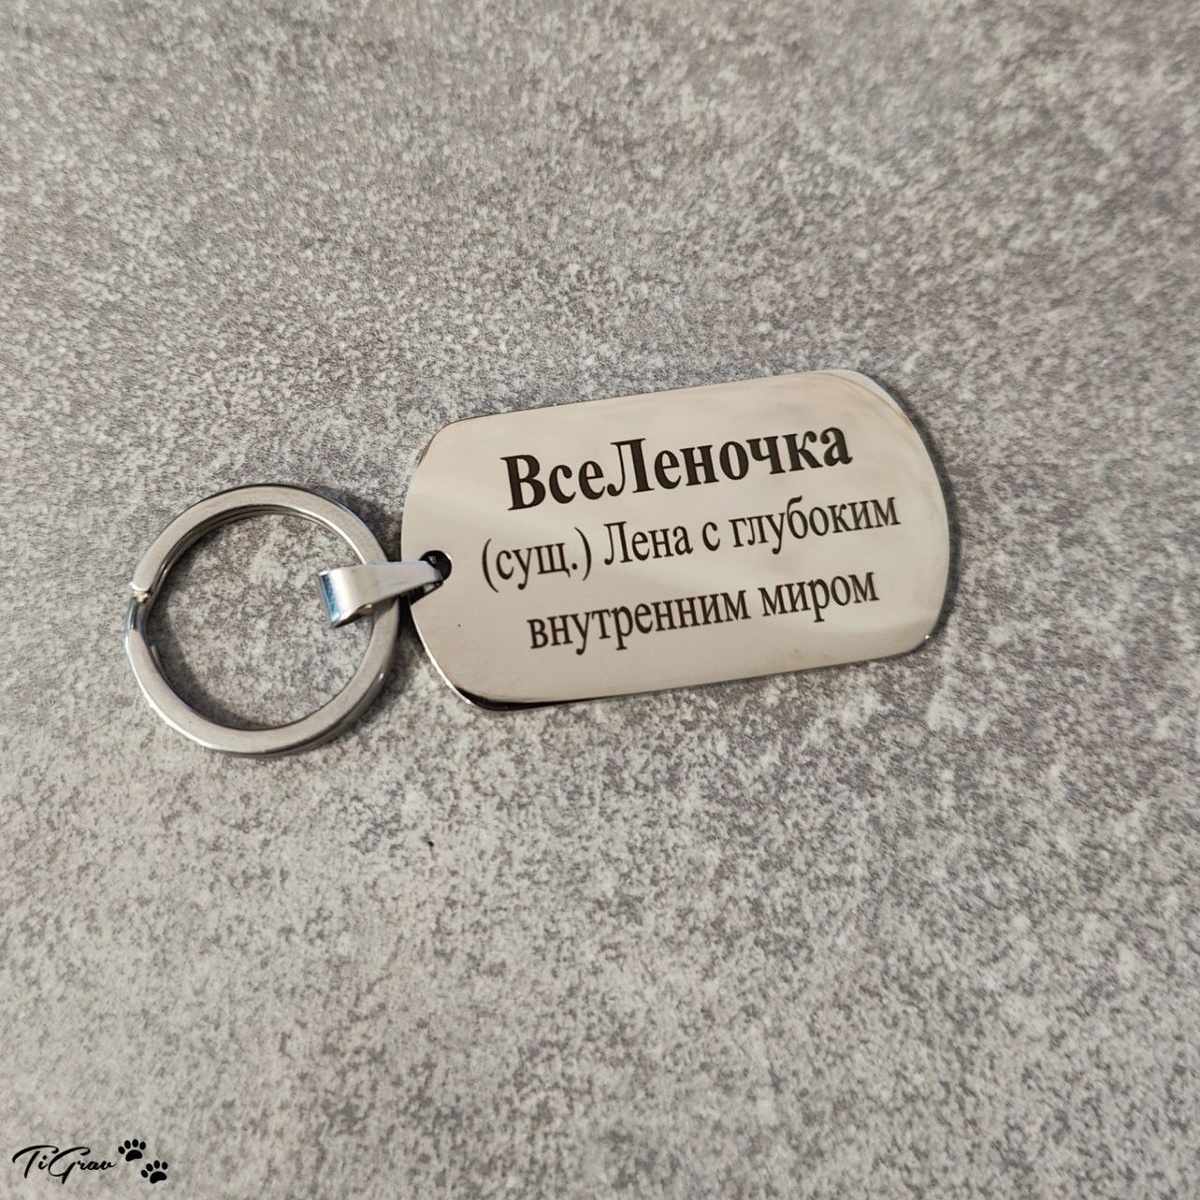 ВсеЛеночка
(сущ.) Лена с глубоким
внутренним миром
TiGrav